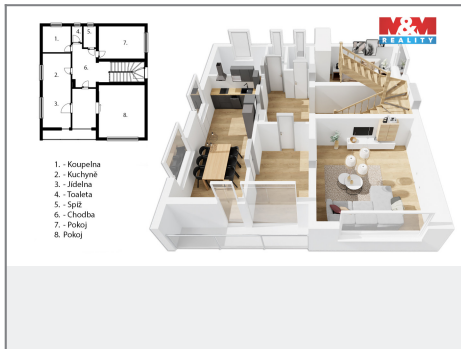 M&M
REALITY
1. 4. 5. 7.
2. 6.
3. 8.
1. - Koupelna
2. - Kuchyně
3. - Jídelna
4. - Toaleta
5. - Spíž
6. - Chodba
7. - Pokoj
8. Pokoj